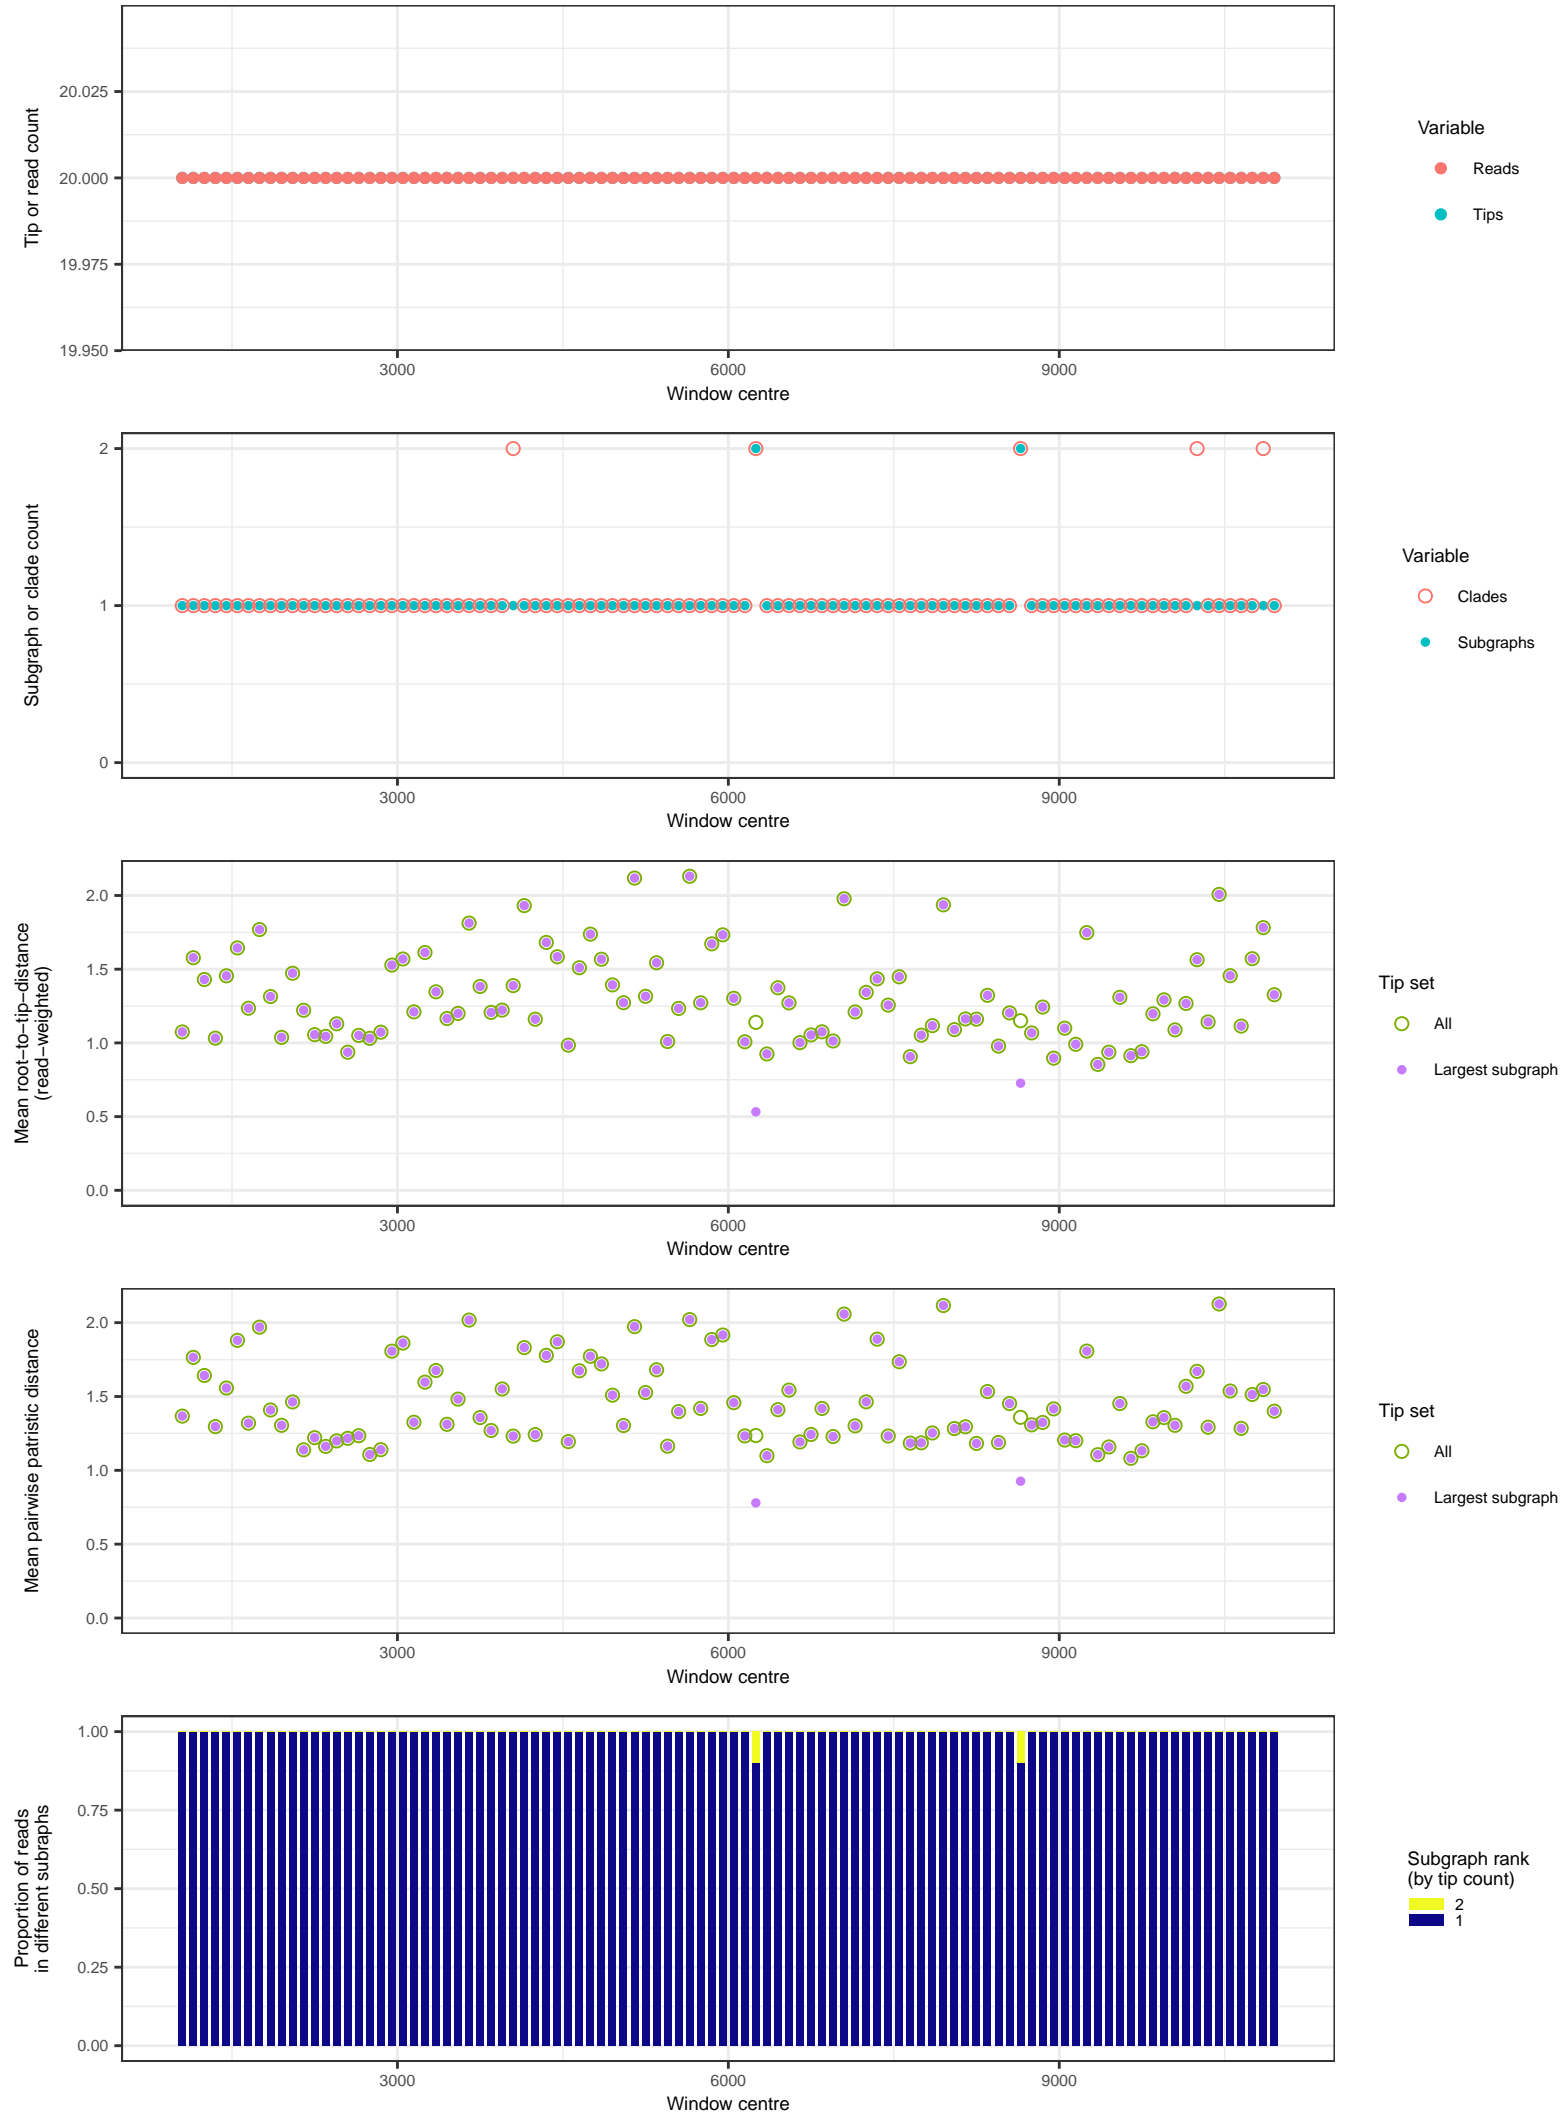 Tip or read count
20.025
20.000
19.975
19.950
3000
6000
9000
Window centre
Variable
Reads
Tips
Subgraph or clade count
2
1
0
3000
6000
9000
Window centre
Variable
Clades
Subgraphs
Mean root−to−tip−distance
(read−weighted)
2.0
1.5
1.0
0.5
0.0
3000
6000
9000
Window centre
Tip set
All
Largest subgraph
Mean pairwise patristic distance
2.0
1.5
1.0
0.5
0.0
3000
6000
9000
Window centre
Tip set
All
Largest subgraph
Proportion of reads
in different subraphs
1.00
0.75
0.50
0.25
0.00
3000
6000
9000
Window centre
Subgraph rank
(by tip count)
2
1